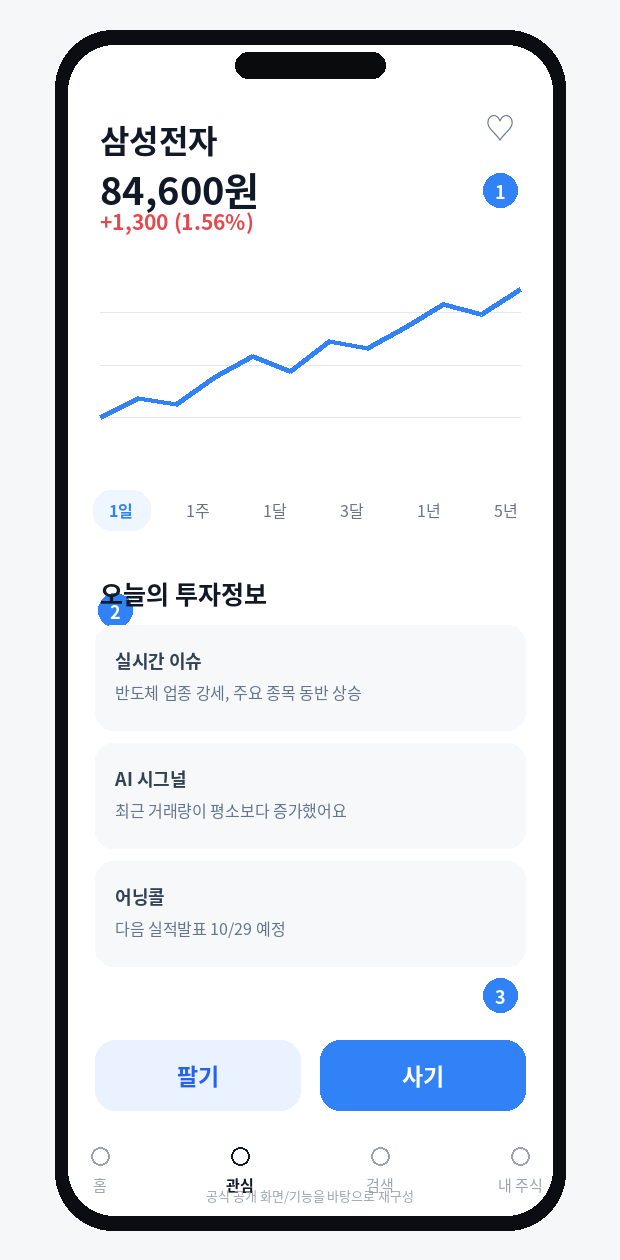 삼성전자
♡
84,600원
1
+1,300 (1.56%)
1일 1주 1달 3달 1년 5년
오늘의 투자정보
2
실시간 이슈
반도체 업종 강세, 주요 종목 동반 상승
AI 시그널
최근 거래량이 평소보다 증가했어요
어닝콜
다음 실적발표 10/29 예정
3
팔기 사기
홈 관심 검색 내 주식
공식 공개 화면/기능을 바탕으로 재구성